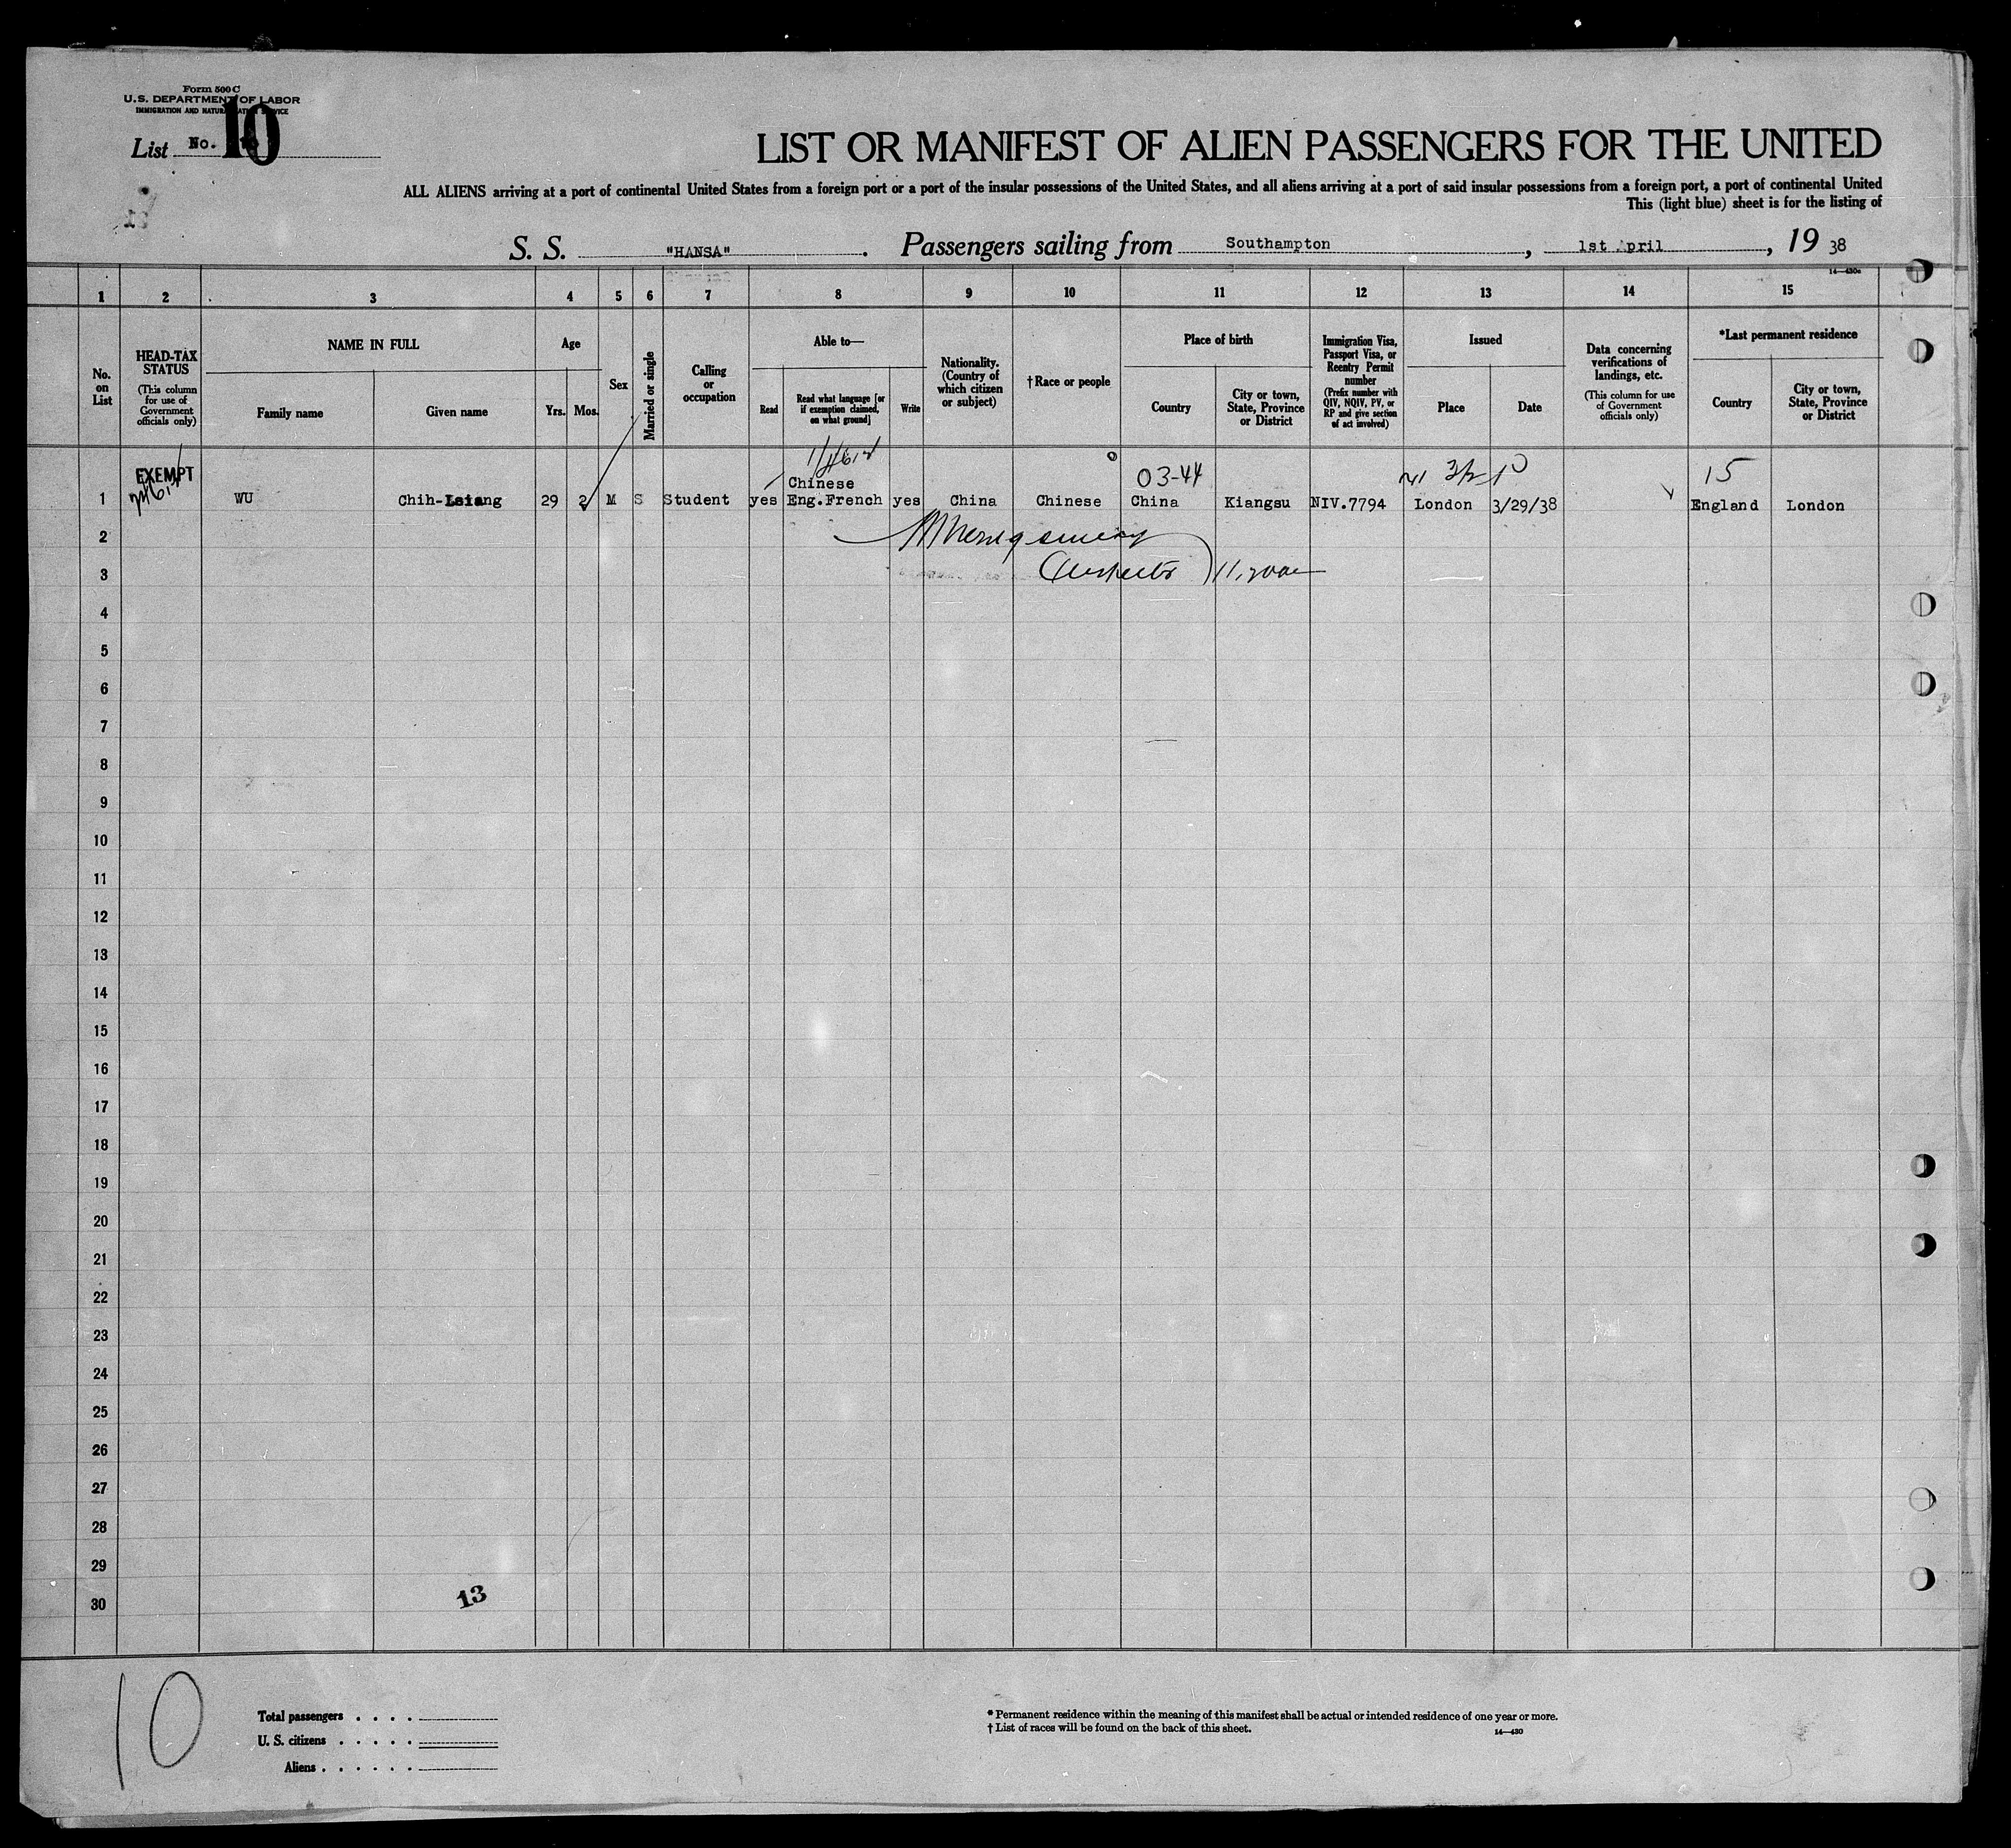 Form 500 C
U.S. DEPARTMENT OF LABOR
IMMIGRATION AND NATURALIZATION SERVICE
List No. 10
LIST OR MANIFEST OF ALIEN PASSENGERS FOR THE UNITED
ALL ALIENS arriving at a port of continental United States from a foreign port or a port of the insular possessions of the United States, and all aliens arriving at a port of said insular possessions from a foreign port, a port of continental United
This (light blue) sheet is for the listing of
S. S. "HANSA". Passengers sailing from Southampton, 1st April, 19 38
14—430a
1 2 3 4 5 6 7 8 9 10 11 12 13 14 15
No. on List
HEAD-TAX STATUS
(This column for use of Government officials only)
NAME IN FULL
Family name
Given name
Age
Yrs. Mos.
Sex
Married or single
Calling or occupation
Able to—
Read
Read what language [or if exemption claimed, on what ground]
Write
Nationality. (Country of which citizen or subject)
†Race or people
Place of birth
Country
City or town, State, Province or District
Immigration Visa, Passport Visa, or Reentry Permit number
(Prefix number with QIV, NQIV, PV, or RP and give section of act involved)
Issued
Place
Date
Data concerning verifications of landings, etc.
(This column for use of Government officials only)
*Last permanent residence
Country
City or town, State, Province or District
EXEMPT
03-44
15
Chinese
1 WU Chih-Lsiang 29 2 M S Student yes Eng.French yes China Chinese China Kiangsu NIV.7794 London 3/29/38 England London
2
3
4
5
6
7
8
9
10
11
12
13
14
15
16
17
18
19
20
21
22
23
24
25
26
27
28
29
30
13
10
Total passengers . . . .
U. S. citizens . . . . .
Aliens . . . . . .
* Permanent residence within the meaning of this manifest shall be actual or intended residence of one year or more.
† List of races will be found on the back of this sheet.
14—430